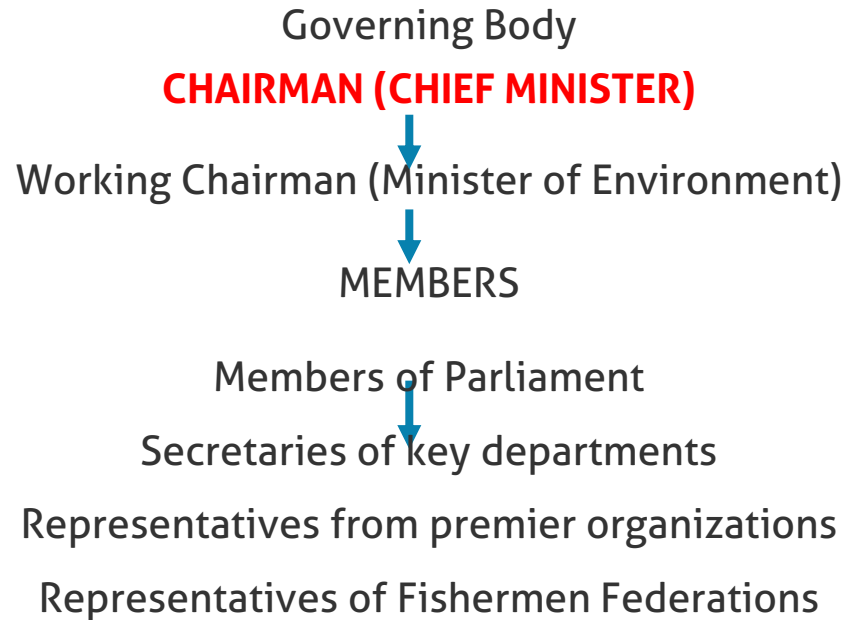 Governing Body
CHAIRMAN (CHIEF MINISTER)
Working Chairman (Minister of Environment)
MEMBERS
Members of Parliament
Secretaries of key departments
Representatives from premier organizations
Representatives of Fishermen Federations